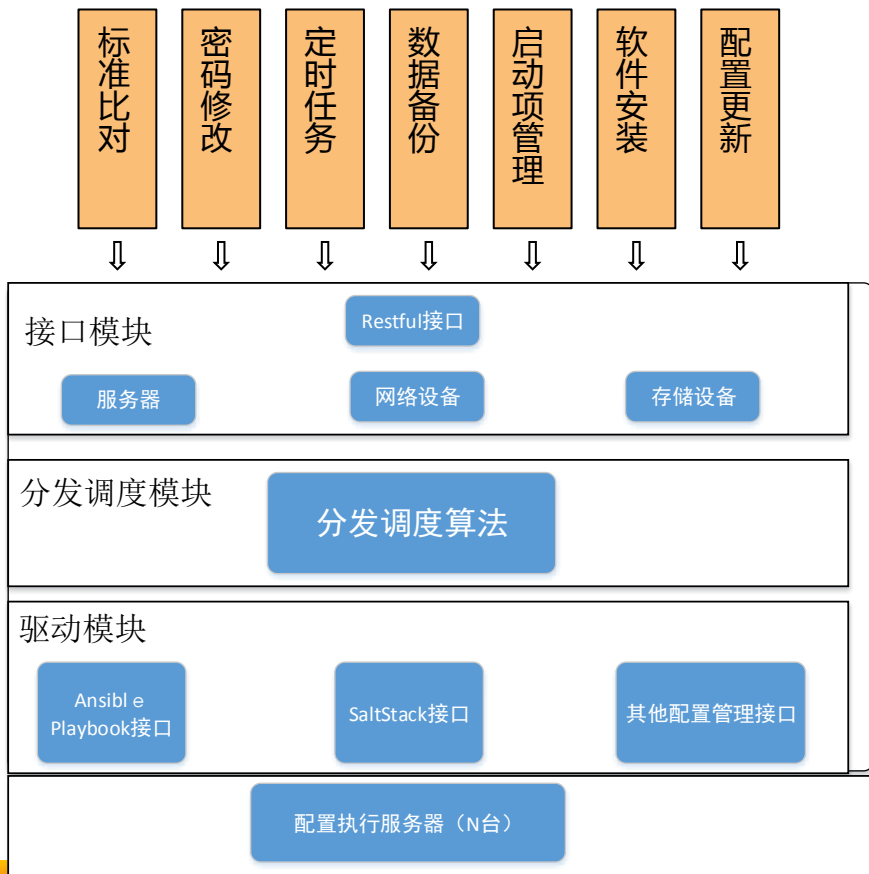 标准比对
密码修改
定时任务
数据备份
启动项管理
软件安装
配置更新
接口模块
Restful接口
服务器
网络设备
存储设备
分发调度模块
分发调度算法
驱动模块
Ansible
Playbook接口
SaltStack接口
其他配置管理接口
配置执行服务器（N台）